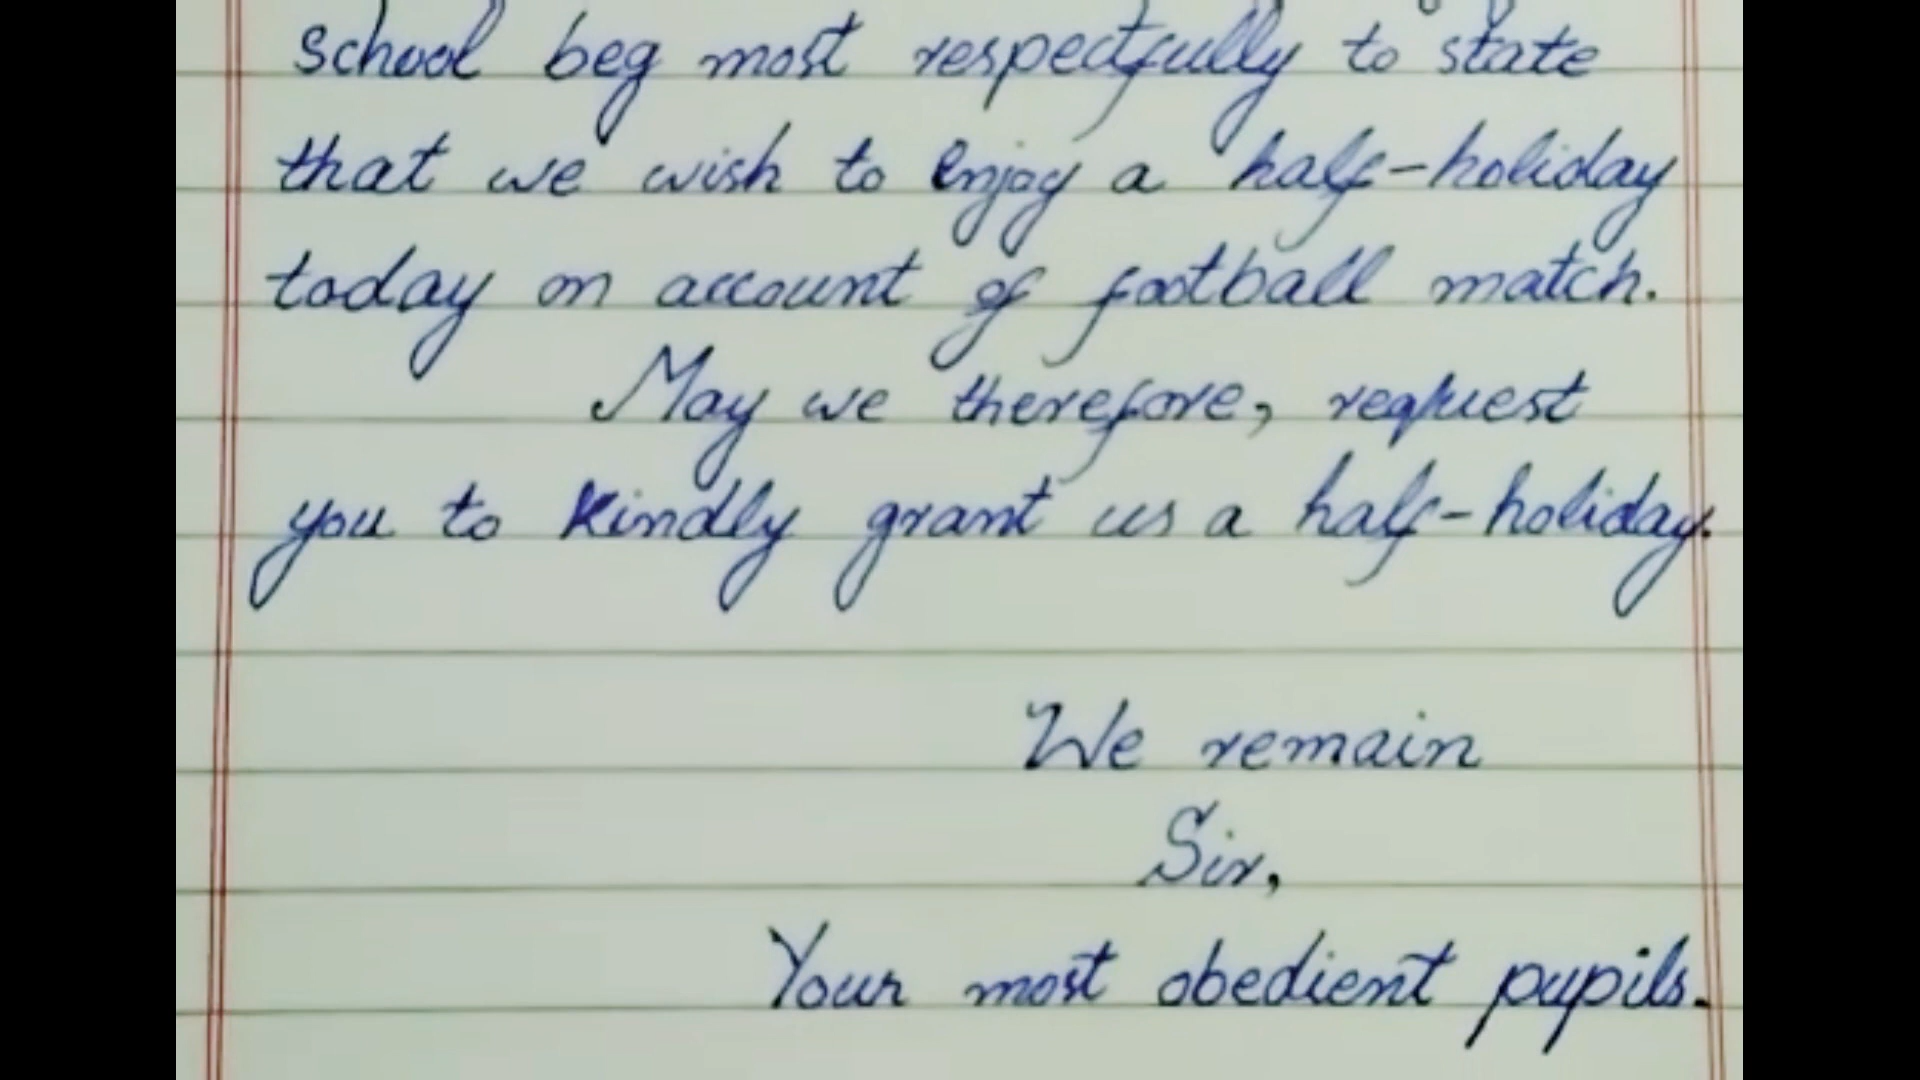 school beg most respectfully to state
that we wish to enjoy a half-holiday
today on account of football match.
May we therefore, request
you to kindly grant us a half-holiday.
We remain
Sir,
Your most obedient pupils.